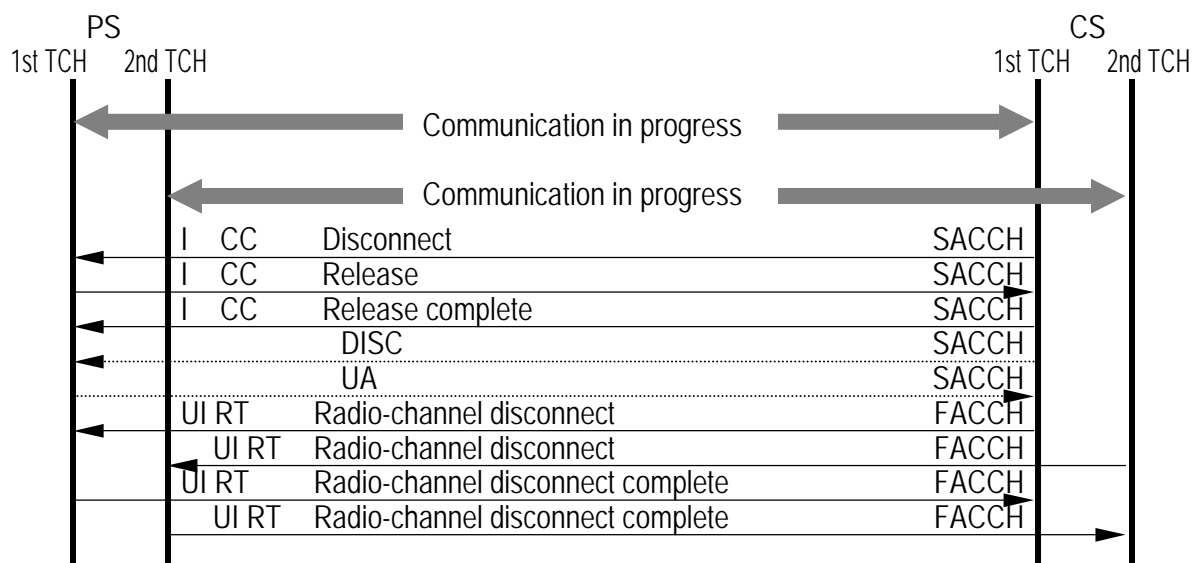 PS CS
1st TCH 2nd TCH 1st TCH 2nd TCH
Communication in progress
Communication in progress
I CC Disconnect SACCH
I CC Release SACCH
I CC Release complete SACCH
DISC SACCH
UA SACCH
UI RT Radio-channel disconnect FACCH
UI RT Radio-channel disconnect FACCH
UI RT Radio-channel disconnect complete FACCH
UI RT Radio-channel disconnect complete FACCH